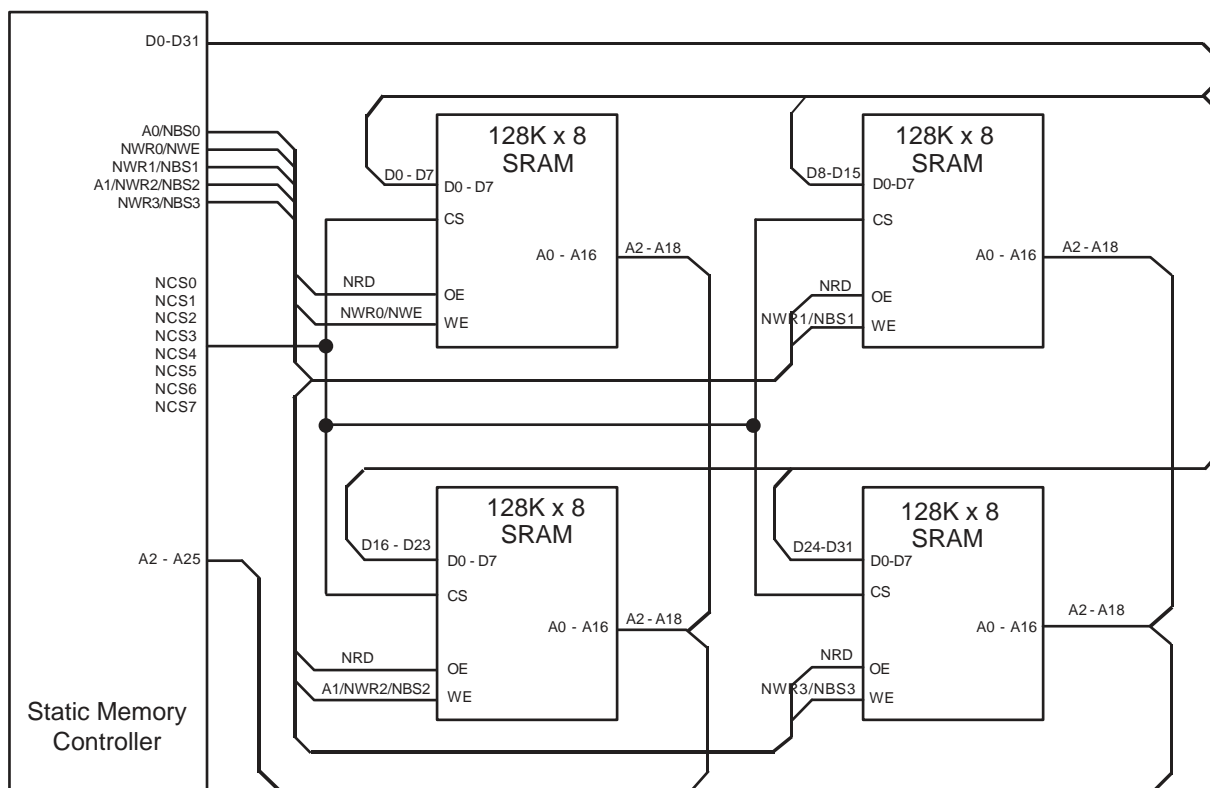 D0-D31
A0/NBS0
NWR0/NWE
NWR1/NBS1
A1/NWR2/NBS2
NWR3/NBS3
NCS0
NCS1
NCS2
NCS3
NCS4
NCS5
NCS6
NCS7
A2 - A25
Static Memory
Controller
128K x 8
SRAM
D0 - D7
D0 - D7
CS
A0 - A16
A2 - A18
NRD
OE
NWR0/NWE
WE
128K x 8
SRAM
D8-D15
D0-D7
CS
A0 - A16
A2 - A18
NRD
OE
NWR1/NBS1
WE
128K x 8
SRAM
D16 - D23
D0 - D7
CS
A0 - A16
A2 - A18
NRD
OE
A1/NWR2/NBS2
WE
128K x 8
SRAM
D24-D31
D0-D7
CS
A0 - A16
A2 - A18
NRD
OE
NWR3/NBS3
WE